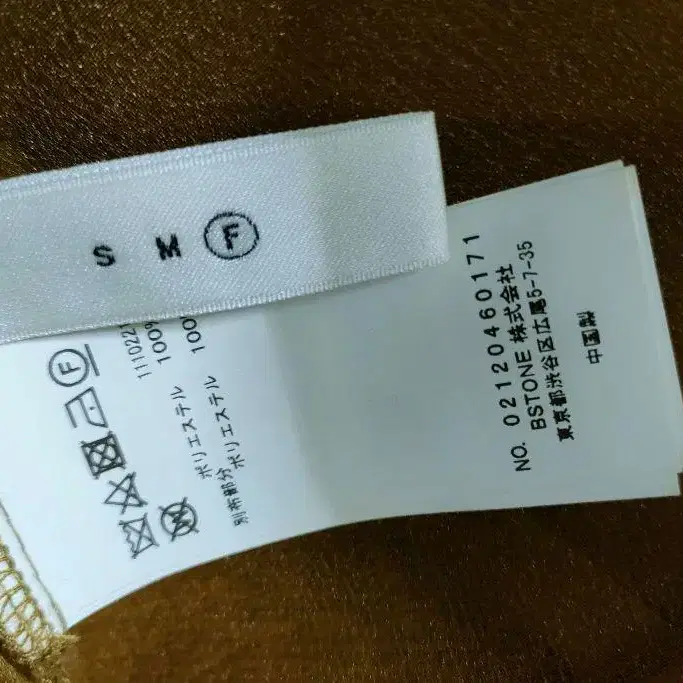 S M F
F
ポリエステル 100%
別布部分
ポリエステル 100
NO. 02120460171
BSTONE 株式会社
東京都渋谷区広尾5-7-35
中国製